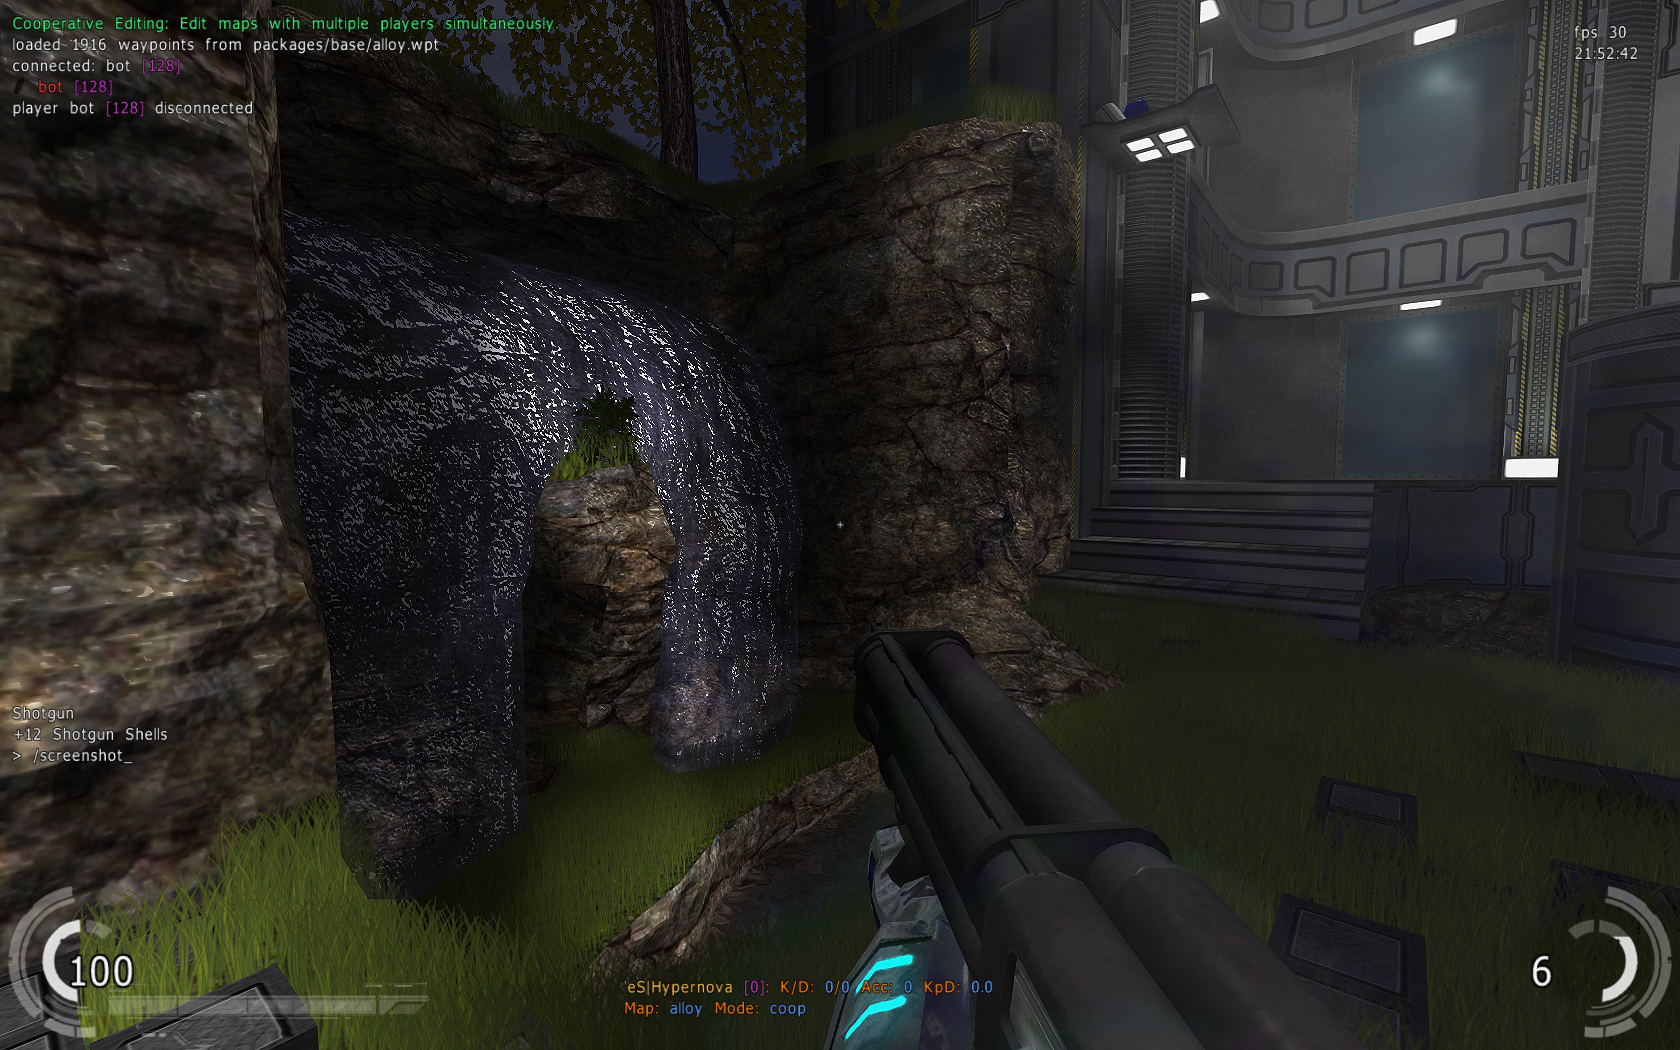 Cooperative Editing: Edit maps with multiple players simultaneously.
loaded 1916 waypoints from packages/base/alloy.wpt
connected: bot [128]
bot [128]
player bot [128] disconnected
fps 30
21:52:42
Shotgun
+12 Shotgun Shells
> /screenshot_
100
'eS|Hypernova [0]: K/D: 0/0 Acc: 0 KpD: 0.0
Map: alloy Mode: coop
6